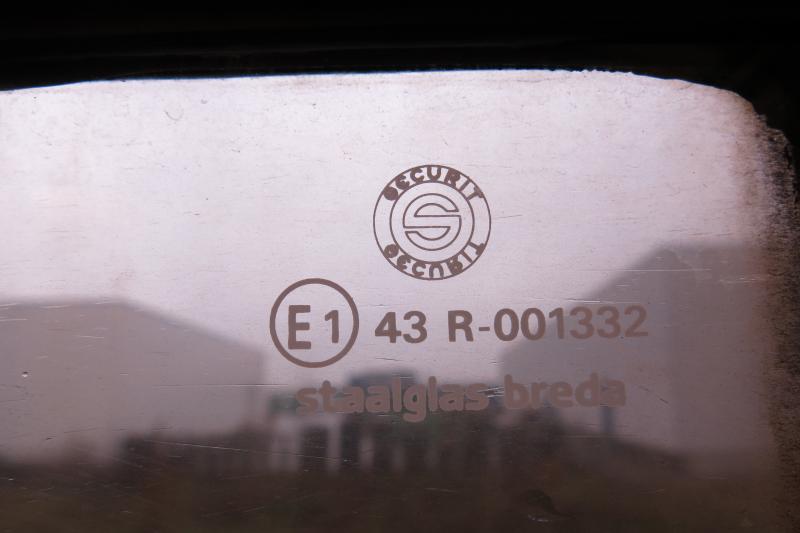 SECURIT
S
SECURIT
E1 43 R-001332
staalglas breda